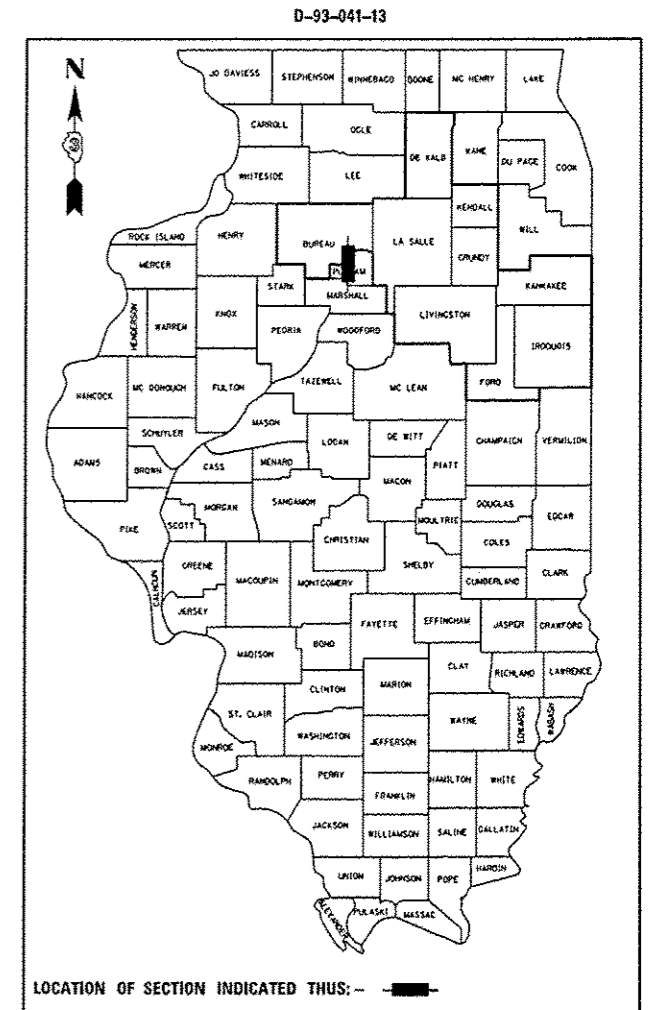 D-93-041-13
N
JO DAVIESS
STEPHENSON
WINNEBAGO
BOONE
MC HENRY
LAKE
CARROLL
OGLE
DE KALB
KANE
DU PAGE
COOK
WHITESIDE
LEE
KENDALL
WILL
ROCK ISLAND
HENRY
BUREAU
LA SALLE
GRUNDY
MERCER
KANKAKEE
STARK
MARSHALL
HENDERSON
WARREN
KNOX
PEORIA
WOODFORD
LIVINGSTON
IROQUOIS
HANCOCK
MC DONOUGH
FULTON
TAZEWELL
MC LEAN
FORD
SCHUYLER
MASON
LOGAN
DE WITT
CHAMPAIGN
VERMILION
ADAMS
BROWN
CASS
MENARD
MACON
PIATT
PIKE
SCOTT
MORGAN
SANGAMON
CHRISTIAN
MOULTRIE
DOUGLAS
EDGAR
COLES
CALHOUN
GREENE
MACOUPIN
MONTGOMERY
SHELBY
CUMBERLAND
CLARK
JERSEY
FAYETTE
EFFINGHAM
JASPER
CRAWFORD
MADISON
BOND
CLAY
RICHLAND
LAWRENCE
CLINTON
MARION
ST. CLAIR
WASHINGTON
WAYNE
EDWARDS
WABASH
MONROE
JEFFERSON
RANDOLPH
PERRY
HAMILTON
WHITE
FRANKLIN
JACKSON
WILLIAMSON
SALINE
GALLATIN
UNION
JOHNSON
POPE
HARDIN
ALEXANDER
PULASKI
MASSAC
LOCATION OF SECTION INDICATED THUS:-